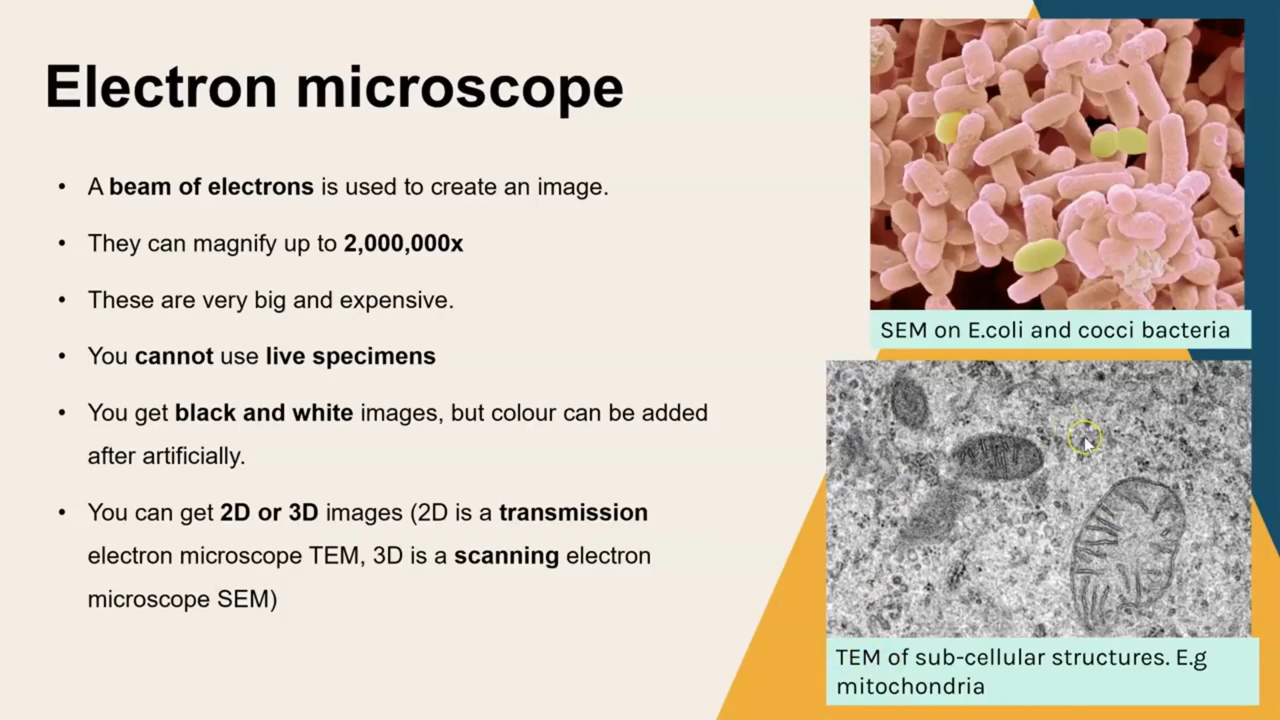 Electron microscope
• A beam of electrons is used to create an image.
• They can magnify up to 2,000,000x
• These are very big and expensive.
• You cannot use live specimens
• You get black and white images, but colour can be added
after artificially.
• You can get 2D or 3D images (2D is a transmission
electron microscope TEM, 3D is a scanning electron
microscope SEM)
SEM on E.coli and cocci bacteria
TEM of sub-cellular structures. E.g
mitochondria